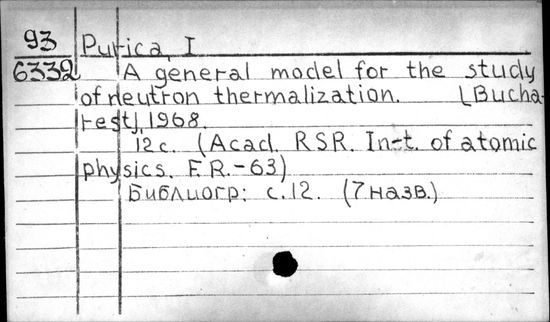 93 Purica, I
6332 A general model for the study
of neutron thermalization. [Bucha-
rest], 1968.
12 c. (Acad. RSR. In-t. of atomic
physics. F.R.-63)
Библиогр: с.12. (7 назв.)